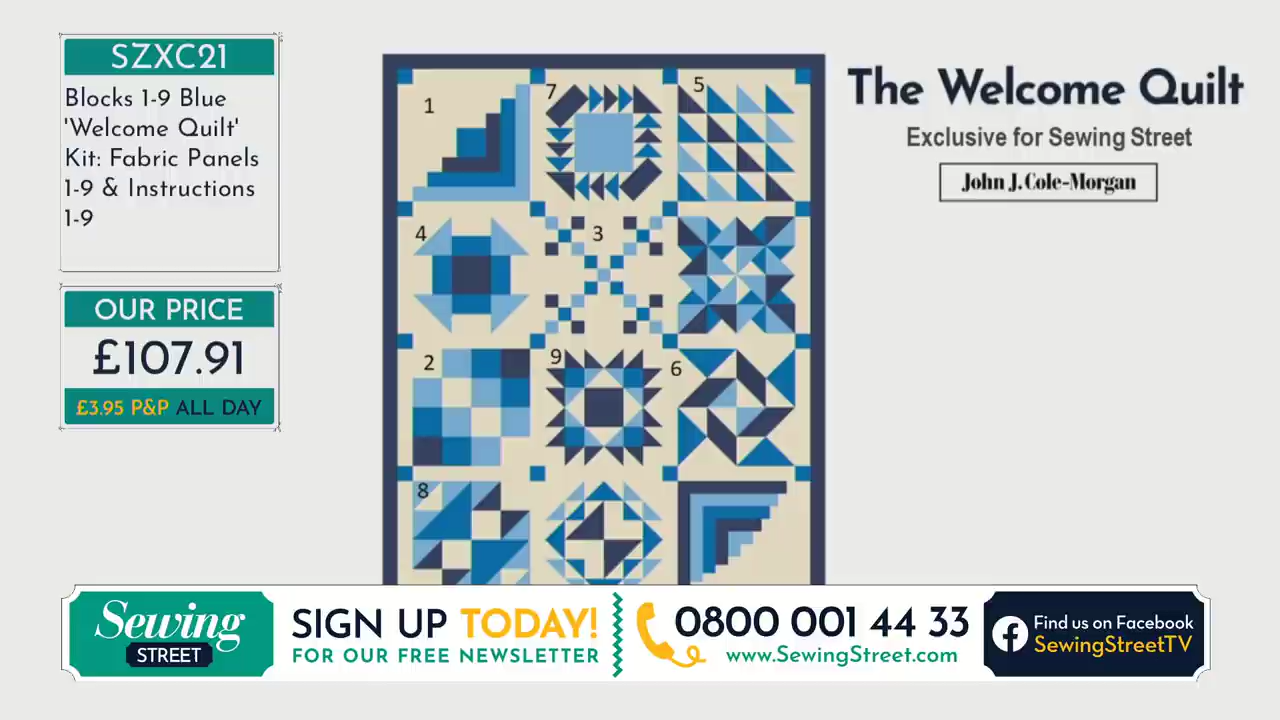 SZXC21
Blocks 1-9 Blue
'Welcome Quilt'
Kit: Fabric Panels
1-9 & Instructions
1-9
OUR PRICE
£107.91
£3.95 P&P ALL DAY
1
7
5
4
3
2
9
6
8
The Welcome Quilt
Exclusive for Sewing Street
John J. Cole-Morgan
Sewing
STREET
SIGN UP TODAY!
FOR OUR FREE NEWSLETTER
0800 001 44 33
www.SewingStreet.com
Find us on Facebook
SewingStreetTV